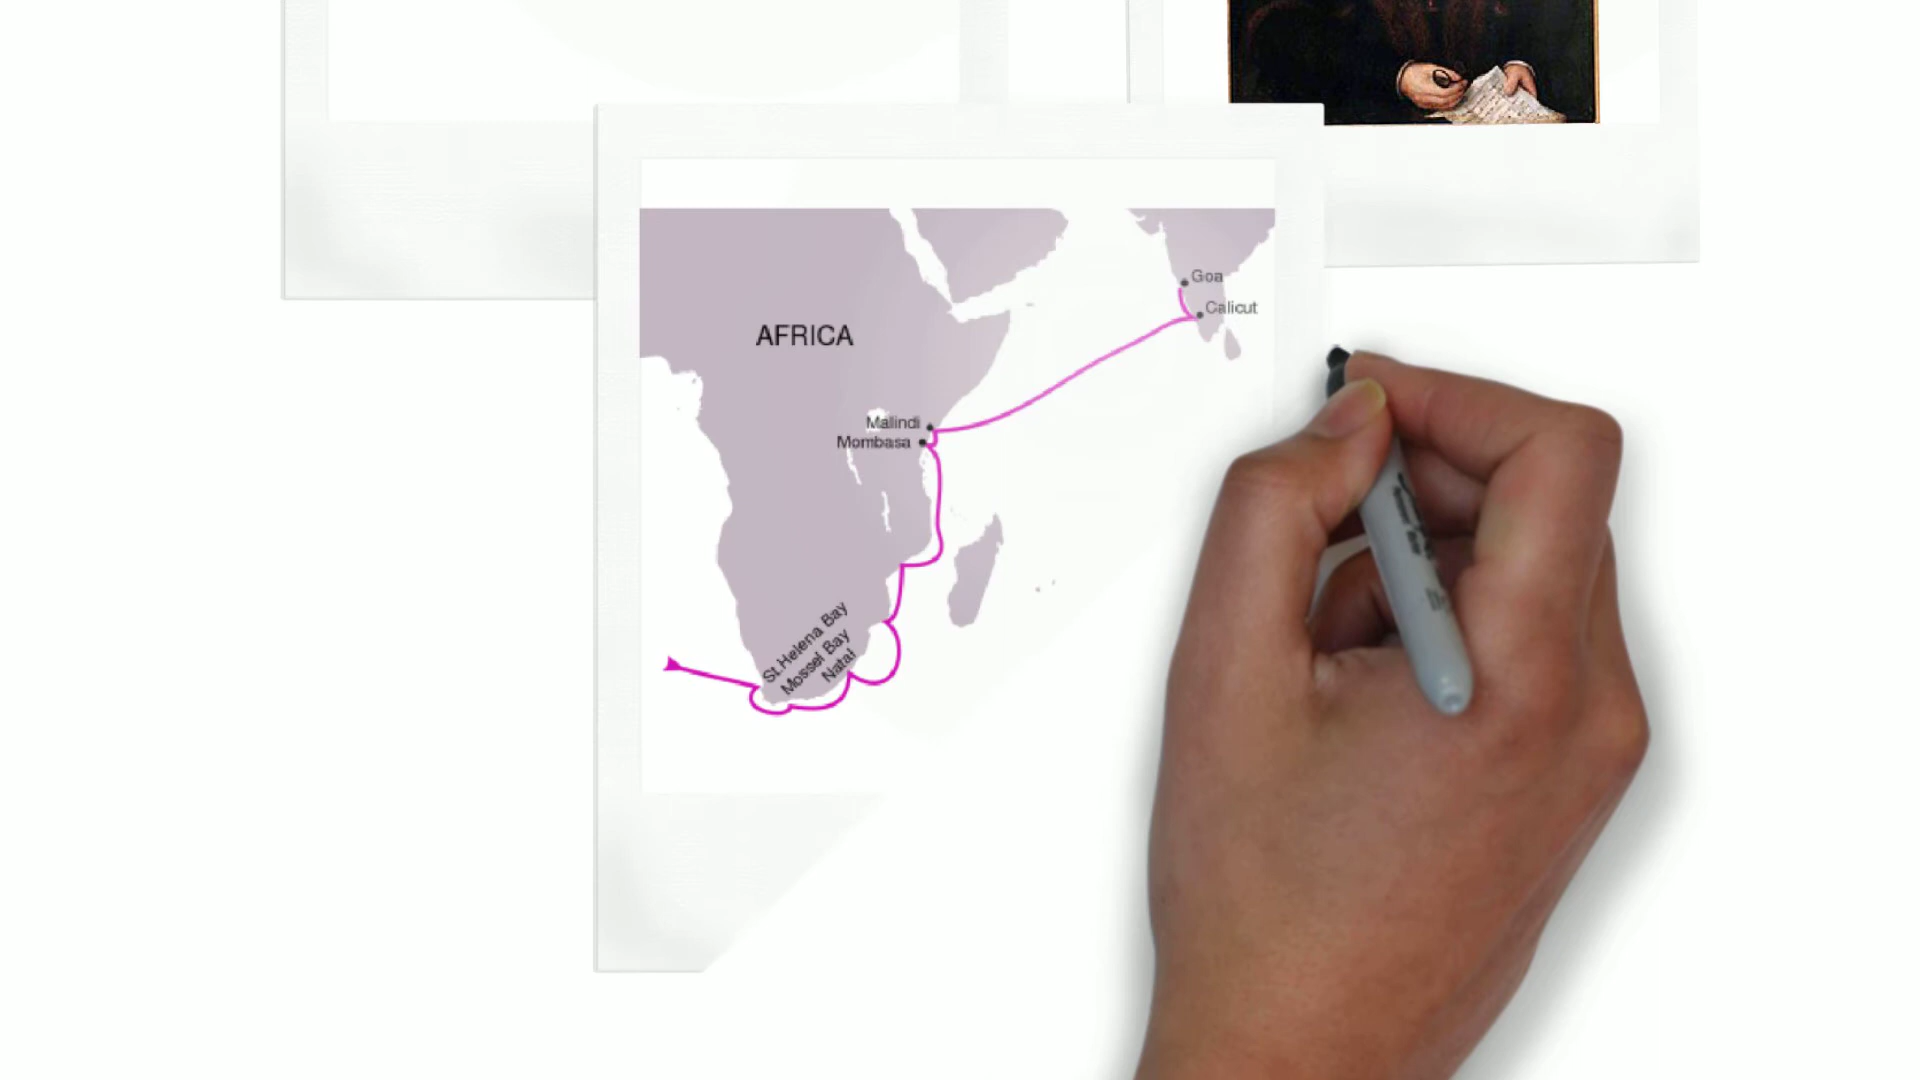 Goa
Calicut
AFRICA
Malindi
Mombasa
St.Helena Bay
Mossel Bay
Natal